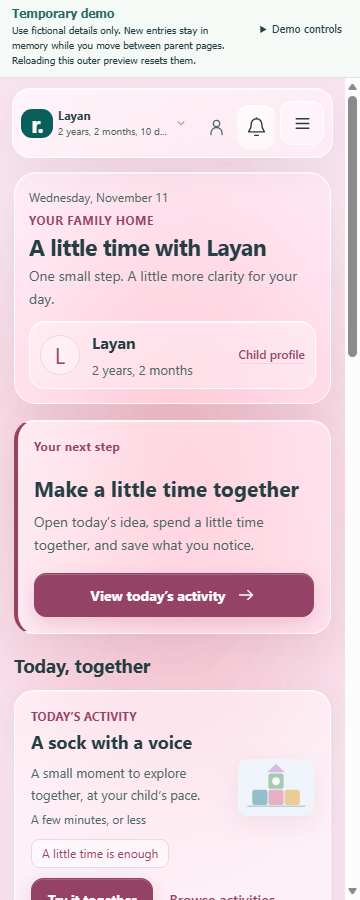 Temporary demo
Use fictional details only. New entries stay in
memory while you move between parent pages.
Reloading this outer preview resets them.
▶ Demo controls
r.
Layan
2 years, 2 months, 10 d...
Wednesday, November 11
YOUR FAMILY HOME
A little time with Layan
One small step. A little more clarity for your
day.
L
Layan
2 years, 2 months
Child profile
Your next step
Make a little time together
Open today's idea, spend a little time
together, and save what you notice.
View today's activity →
Today, together
TODAY'S ACTIVITY
A sock with a voice
A small moment to explore
together, at your child's pace.
A few minutes, or less
A little time is enough
Try it together
Browse activities